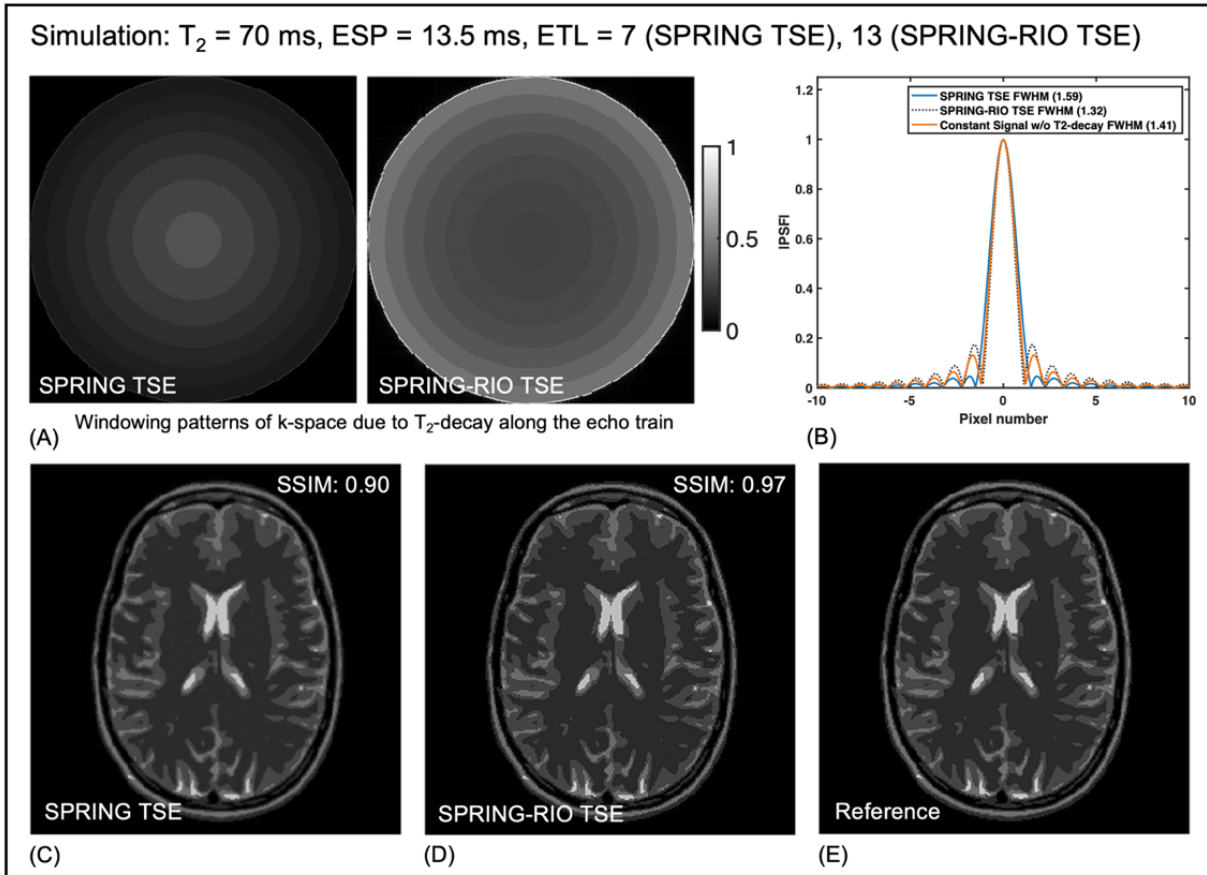 Simulation: T₂ = 70 ms, ESP = 13.5 ms, ETL = 7 (SPRING TSE), 13 (SPRING-RIO TSE)
SPRING TSE
SPRING-RIO TSE
1
0.5
0
Windowing patterns of k-space due to T₂-decay along the echo train
(A)
1.2
1
0.8
0.6
0.4
0.2
0
IPSFI
SPRING TSE FWHM (1.59)
SPRING-RIO TSE FWHM (1.32)
Constant Signal w/o T2-decay FWHM (1.41)
-10
-5
0
5
10
Pixel number
(B)
SSIM: 0.90
SPRING TSE
(C)
SSIM: 0.97
SPRING-RIO TSE
(D)
Reference
(E)